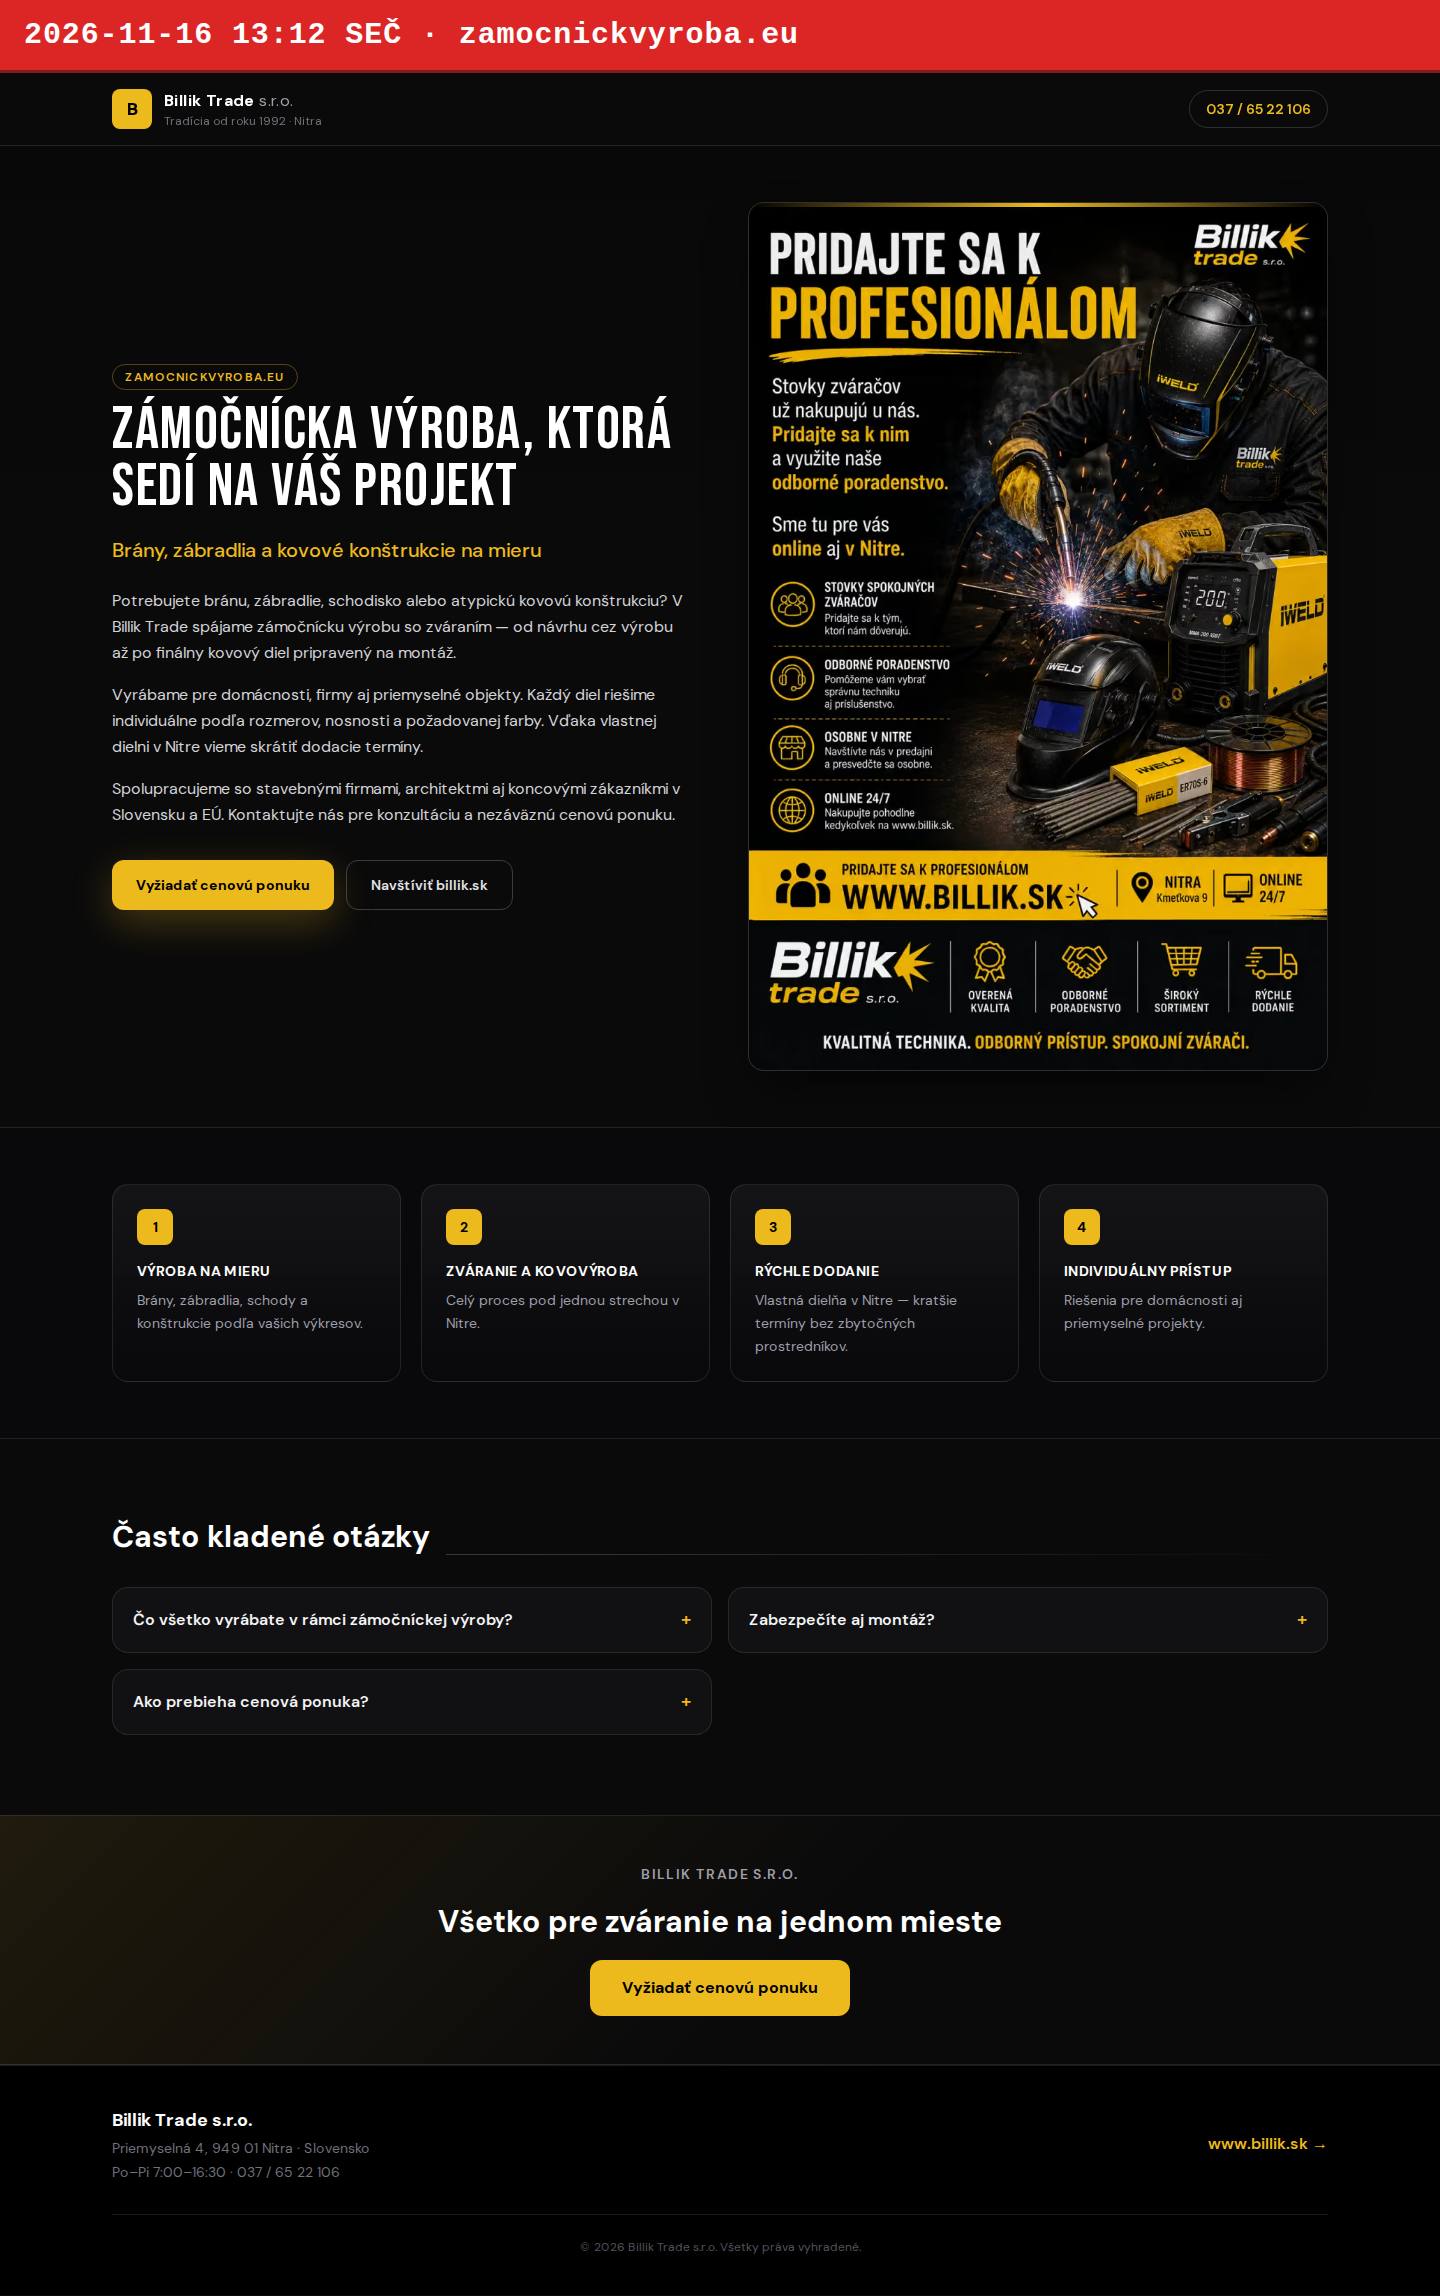 2026-11-16 13:12 SEČ · zamocnickvyroba.eu
B
Billik Trade s.r.o.
Tradícia od roku 1992 · Nitra
037 / 65 22 106
ZAMOCNICKVYROBA.EU
ZÁMOČNÍCKA VÝROBA, KTORÁ
SEDÍ NA VÁŠ PROJEKT
Brány, zábradlia a kovové konštrukcie na mieru
Potrebujete bránu, zábradlie, schodisko alebo atypickú kovovú konštrukciu? V
Billik Trade spájame zámočnícku výrobu so zváraním — od návrhu cez výrobu
až po finálny kovový diel pripravený na montáž.
Vyrábame pre domácnosti, firmy aj priemyselné objekty. Každý diel riešime
individuálne podľa rozmerov, nosnosti a požadovanej farby. Vďaka vlastnej
dielni v Nitre vieme skrátiť dodacie termíny.
Spolupracujeme so stavebnými firmami, architektmi aj koncovými zákazníkmi v
Slovensku a EÚ. Kontaktujte nás pre konzultáciu a nezáväznú cenovú ponuku.
Vyžiadať cenovú ponuku
Navštíviť billik.sk
PRIDAJTE SA K
PROFESIONÁLOM
Billik
trade s.r.o.
Stovky zváračov
už nakupujú u nás.
Pridajte sa k nim
a využite naše
odborné poradenstvo.
Sme tu pre vás
online aj v Nitre.
STOVKY SPOKOJNÝCH
ZVÁRAČOV
Pridajte sa k tým,
ktorí nám dôverujú.
ODBORNÉ PORADENSTVO
Pomôžeme vám vybrať
správnu techniku
aj príslušenstvo.
OSOBNE V NITRE
Navštívte nás v predajni
a presvedčte sa osobne.
ONLINE 24/7
Nakupujte pohodlne
kedykoľvek na www.billik.sk.
iWELD
Billik
trade s.r.o.
iWELD
200
iWELD
iWELD
iWELD
iWELD ER70S-6
PRIDAJTE SA K PROFESIONÁLOM
WWW.BILLIK.SK
NITRA
Kmeťkova 9
ONLINE
24/7
Billik
trade s.r.o.
OVERENÁ
KVALITA
ODBORNÉ
PORADENSTVO
ŠIROKÝ
SORTIMENT
RÝCHLE
DODANIE
KVALITNÁ TECHNIKA. ODBORNÝ PRÍSTUP. SPOKOJNÍ ZVÁRAČI.
1
VÝROBA NA MIERU
Brány, zábradlia, schody a
konštrukcie podľa vašich výkresov.
2
ZVÁRANIE A KOVOVÝROBA
Celý proces pod jednou strechou v
Nitre.
3
RÝCHLE DODANIE
Vlastná dielňa v Nitre — kratšie
termíny bez zbytočných
prostredníkov.
4
INDIVIDUÁLNY PRÍSTUP
Riešenia pre domácnosti aj
priemyselné projekty.
Často kladené otázky
Čo všetko vyrábate v rámci zámočníckej výroby? +
Zabezpečíte aj montáž? +
Ako prebieha cenová ponuka? +
BILLIK TRADE S.R.O.
Všetko pre zváranie na jednom mieste
Vyžiadať cenovú ponuku
Billik Trade s.r.o.
Priemyselná 4, 949 01 Nitra · Slovensko
Po–Pi 7:00–16:30 · 037 / 65 22 106
www.billik.sk →
© 2026 Billik Trade s.r.o. Všetky práva vyhradené.